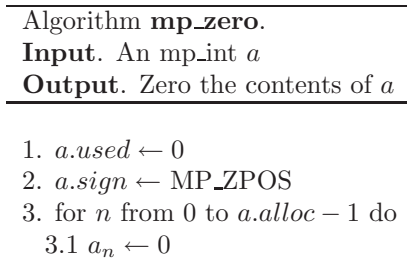 Algorithm mp_zero.
Input. An mp_int a
Output. Zero the contents of a
1. a.used ← 0
2. a.sign ← MP_ZPOS
3. for n from 0 to a.alloc − 1 do
3.1 aₙ ← 0